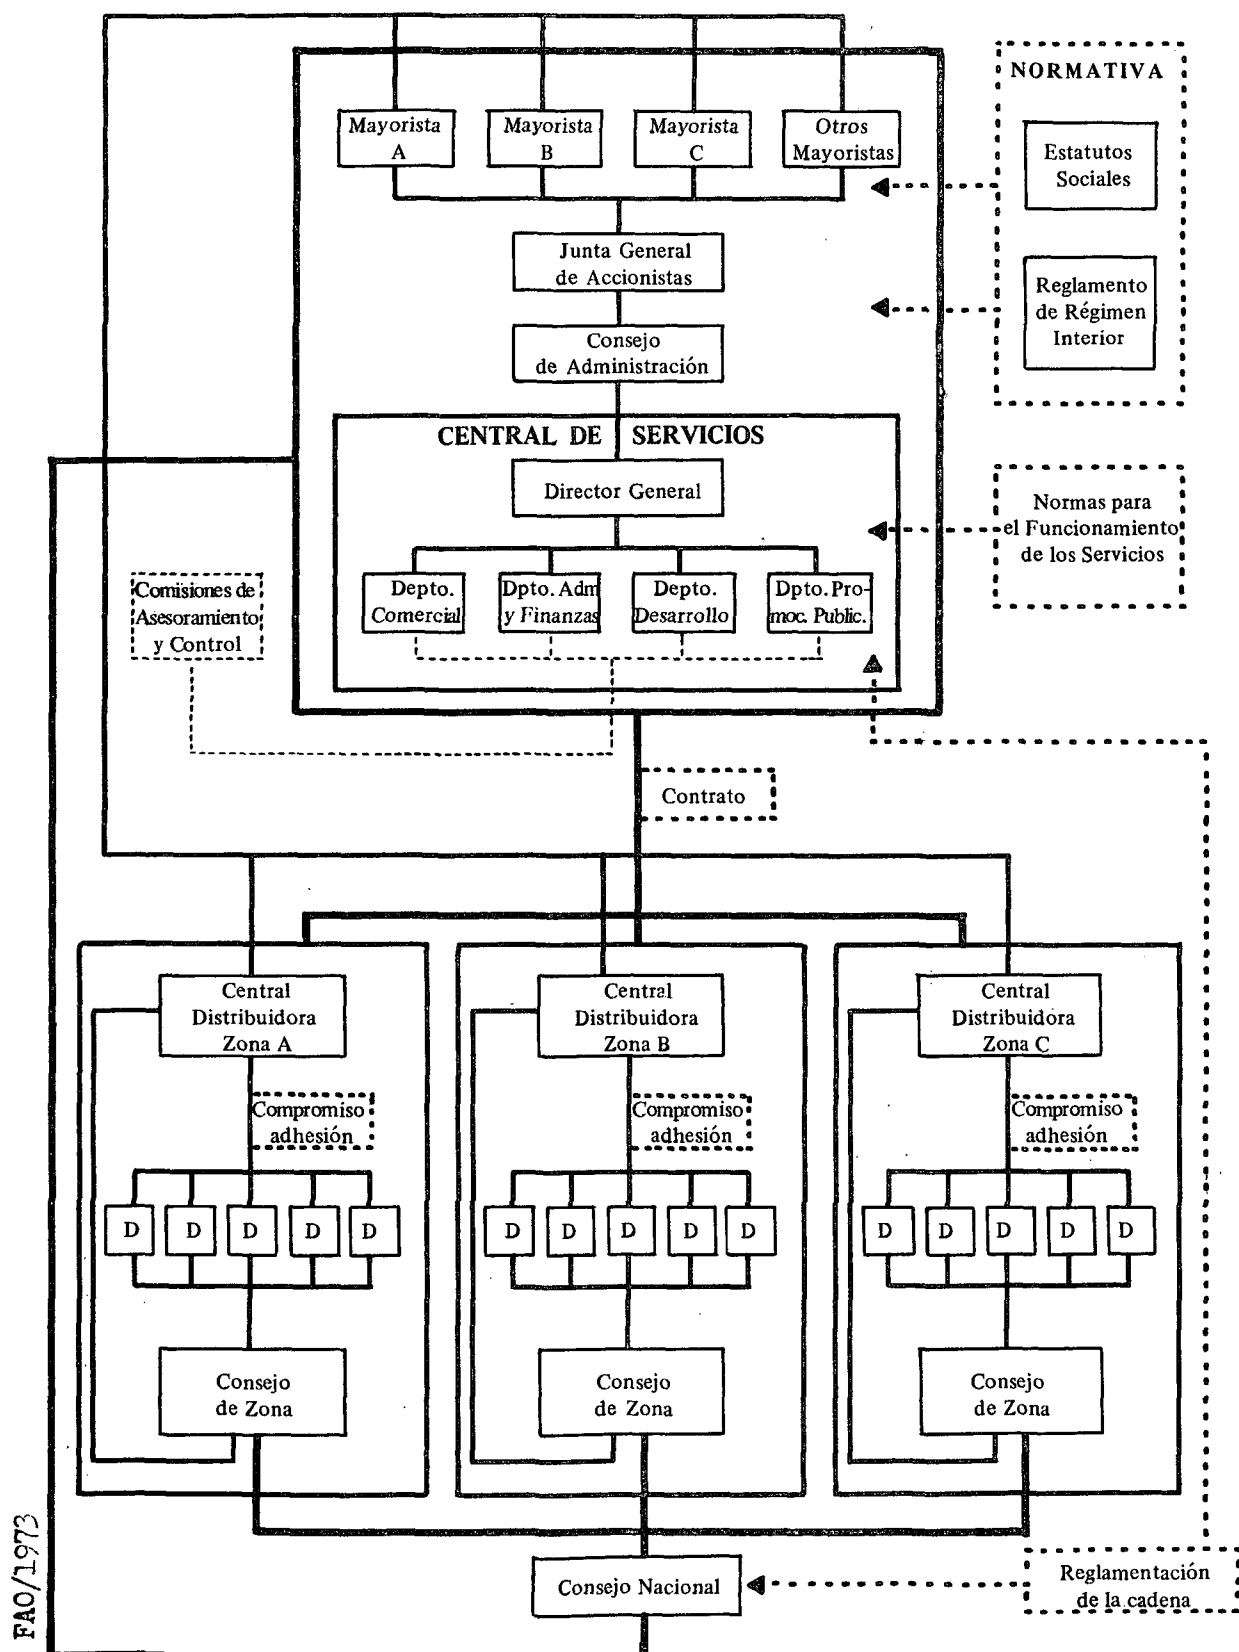 NORMATIVA
Mayorista
A
Mayorista
B
Mayorista
C
Otros
Mayoristas
Estatutos
Sociales
Junta General
de Accionistas
Reglamento
de Régimen
Interior
Consejo
de Administración
CENTRAL DE SERVICIOS
Director General
Normas para
el Funcionamiento
de los Servicios
Depto.
Comercial
Dpto. Adm
y Finanzas
Depto.
Desarrollo
Dpto. Pro-
moc. Public.
Comisiones de
Asesoramiento
y Control
Contrato
Central
Distribuidora
Zona A
Central
Distribuidora
Zona B
Central
Distribuidora
Zona C
Compromiso
adhesión
Compromiso
adhesión
Compromiso
adhesión
D D D D D
D D D D D
D D D D D
Consejo
de Zona
Consejo
de Zona
Consejo
de Zona
Consejo Nacional
Reglamentación
de la cadena
FAO/1973